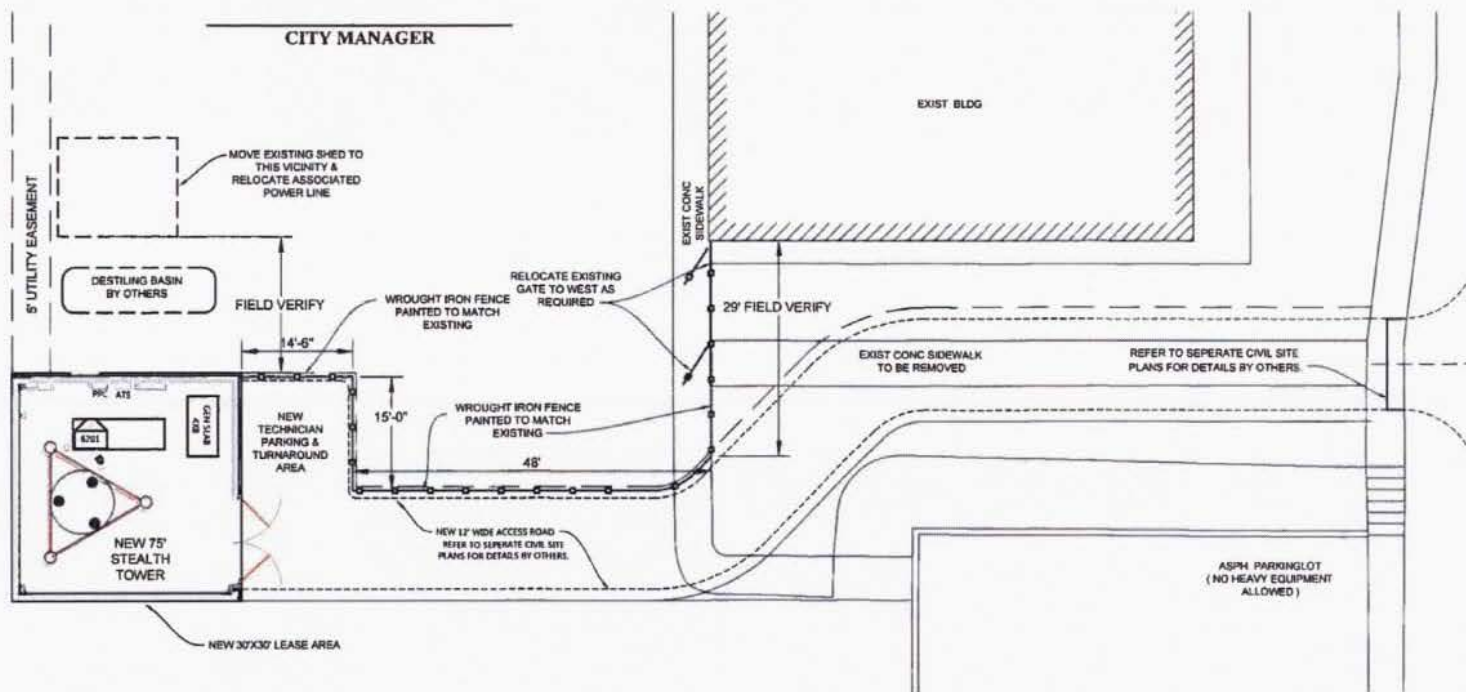 CITY MANAGER
EXIST BLDG
MOVE EXISTING SHED TO
THIS VICINITY &
RELOCATE ASSOCIATED
POWER LINE
5' UTILITY EASEMENT
EXIST CONC
SIDEWALK
DESTILING BASIN
BY OTHERS
FIELD VERIFY
RELOCATE EXISTING
GATE TO WEST AS
REQUIRED
29' FIELD VERIFY
WROUGHT IRON FENCE
PAINTED TO MATCH
EXISTING
14'-6"
EXIST CONC SIDEWALK
TO BE REMOVED
REFER TO SEPERATE CIVIL SITE
PLANS FOR DETAILS BY OTHERS.
PPC ATS
GEN SLAB
4X8
6201
NEW
TECHNICIAN
PARKING &
TURNAROUND
AREA
15'-0"
WROUGHT IRON FENCE
PAINTED TO MATCH
EXISTING
48'
NEW 12' WIDE ACCESS ROAD
REFER TO SEPERATE CIVIL SITE
PLANS FOR DETAILS BY OTHERS.
NEW 75'
STEALTH
TOWER
ASPH PARKINGLOT
( NO HEAVY EQUIPMENT
ALLOWED )
NEW 30'X30' LEASE AREA